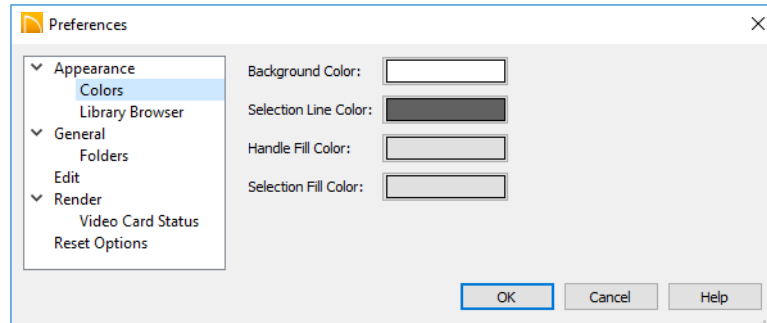 Preferences
Appearance
Colors
Library Browser
General
Folders
Edit
Render
Video Card Status
Reset Options
Background Color:
Selection Line Color:
Handle Fill Color:
Selection Fill Color:
OK Cancel Help